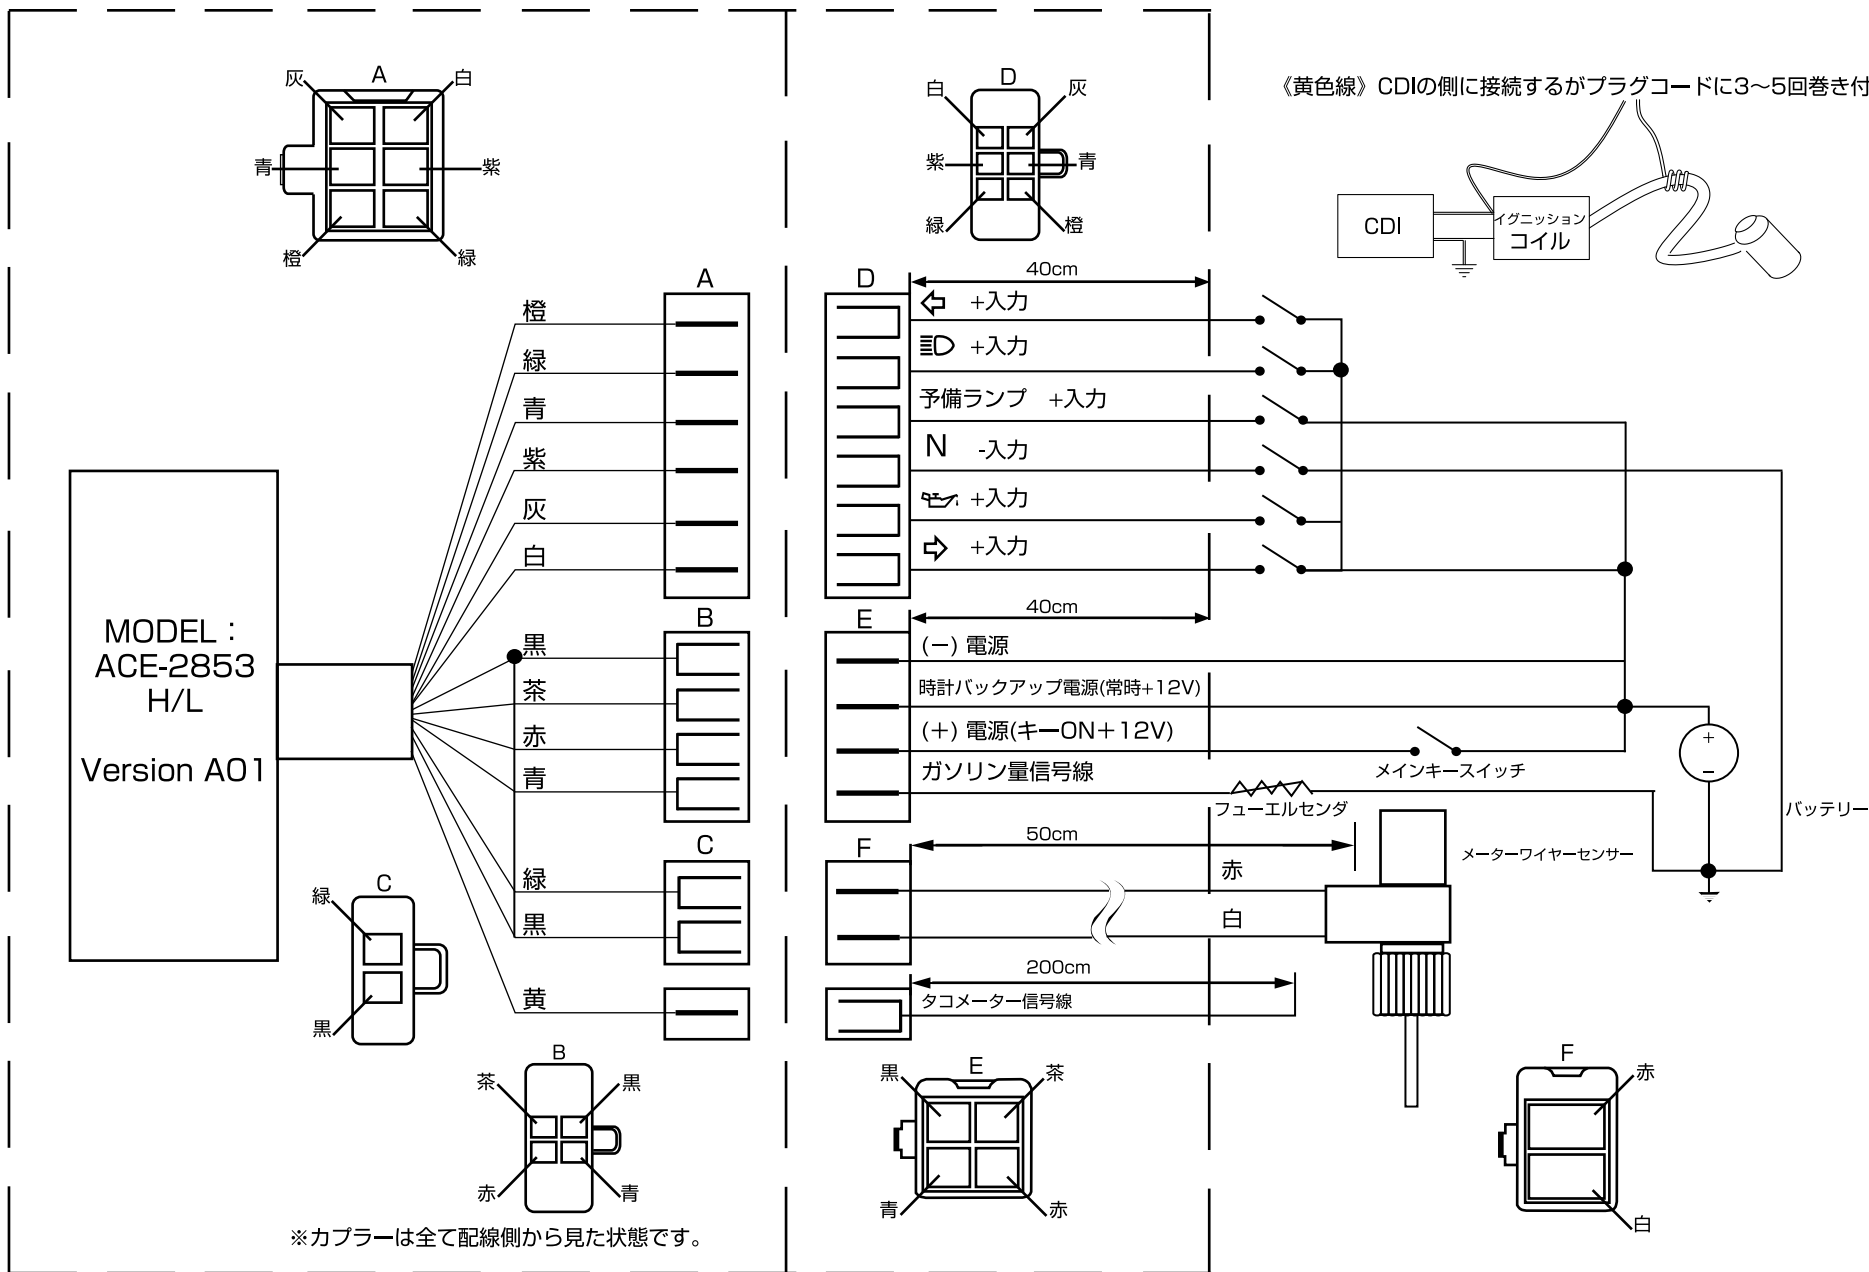 灰 A 白
青 紫
橙 緑
白 D 灰
紫 青
緑 橙
《黄色線》CDIの側に接続するがプラグコードに3〜5回巻き付
CDI
イグニッション
コイル
A
橙
緑
青
紫
灰
白
B
黒
茶
赤
青
C
緑
黒
黄
MODEL：
ACE-2853
H/L
Version A01
D
40cm
+入力
+入力
予備ランプ +入力
N -入力
+入力
+入力
E
40cm
(−) 電源
時計バックアップ電源(常時+12V)
(+) 電源(キーON+12V)
メインキースイッチ
ガソリン量信号線
フューエルセンダ
+
−
バッテリー
F
50cm
赤
白
メーターワイヤーセンサー
200cm
タコメーター信号線
緑 C
黒
B
茶 黒
赤 青
E
黒 茶
青 赤
F
赤
白
※カプラーは全て配線側から見た状態です。